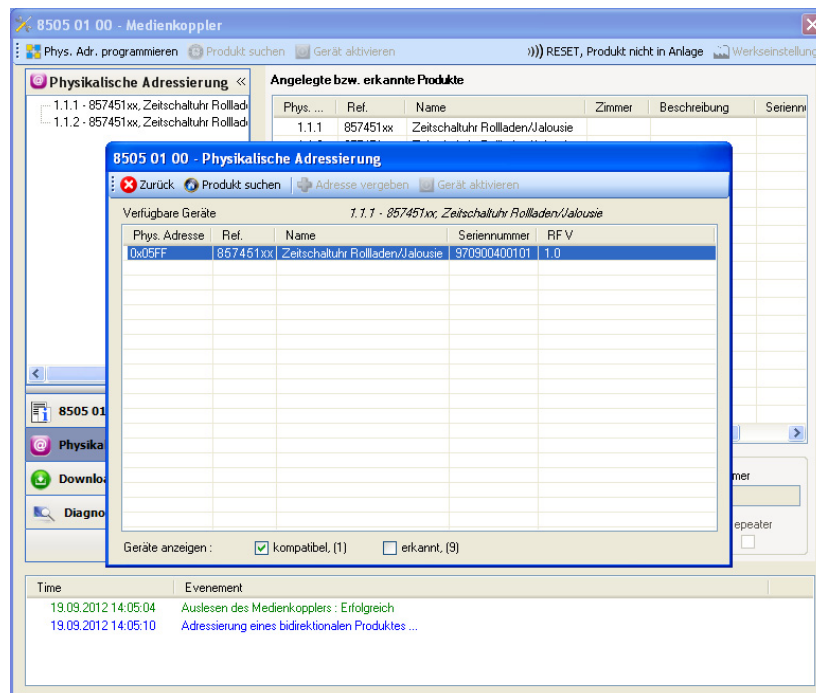 8505 01 00 - Medienkoppler
Phys. Adr. programmieren Produkt suchen Gerät aktivieren RESET, Produkt nicht in Anlage Werkseinstellung
Physikalische Adressierung «
1.1.1 - 857451xx, Zeitschaltuhr Rolllad
1.1.2 - 857451xx, Zeitschaltuhr Rolllad
Angelegte bzw. erkannte Produkte
Phys. ... Ref. Name Zimmer Beschreibung Serienn
1.1.1 857451xx Zeitschaltuhr Rollladen/Jalousie
8505 01 00 - Physikalische Adressierung
Zurück Produkt suchen Adresse vergeben Gerät aktivieren
Verfügbare Geräte 1.1.1 - 857451xx, Zeitschaltuhr Rollladen/Jalousie
Phys. Adresse Ref. Name Seriennummer RF V
0x05FF 857451xx Zeitschaltuhr Rollladen/Jalousie 970900400101 1.0
Geräte anzeigen : kompatibel, (1) erkannt, (9)
8505 01
Physika
Downloa
Diagno
mer
epeater
Time Evenement
19.09.2012 14:05:04 Auslesen des Medienkopplers : Erfolgreich
19.09.2012 14:05:10 Adressierung eines bidirektionalen Produktes ...